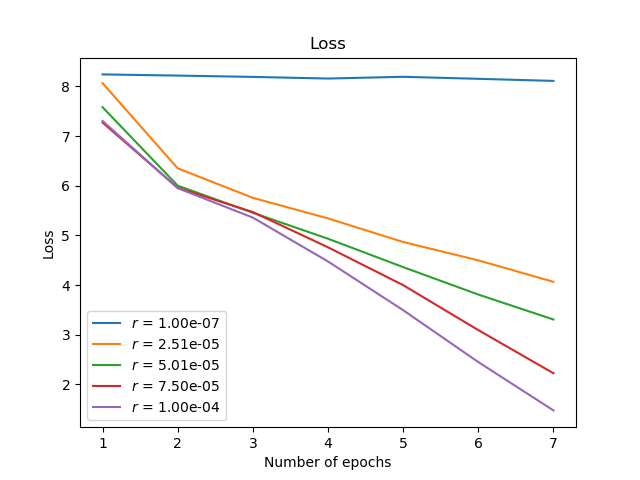 Loss
Loss
8
7
6
5
4
3
2
r = 1.00e-07
r = 2.51e-05
r = 5.01e-05
r = 7.50e-05
r = 1.00e-04
1 2 3 4 5 6 7
Number of epochs